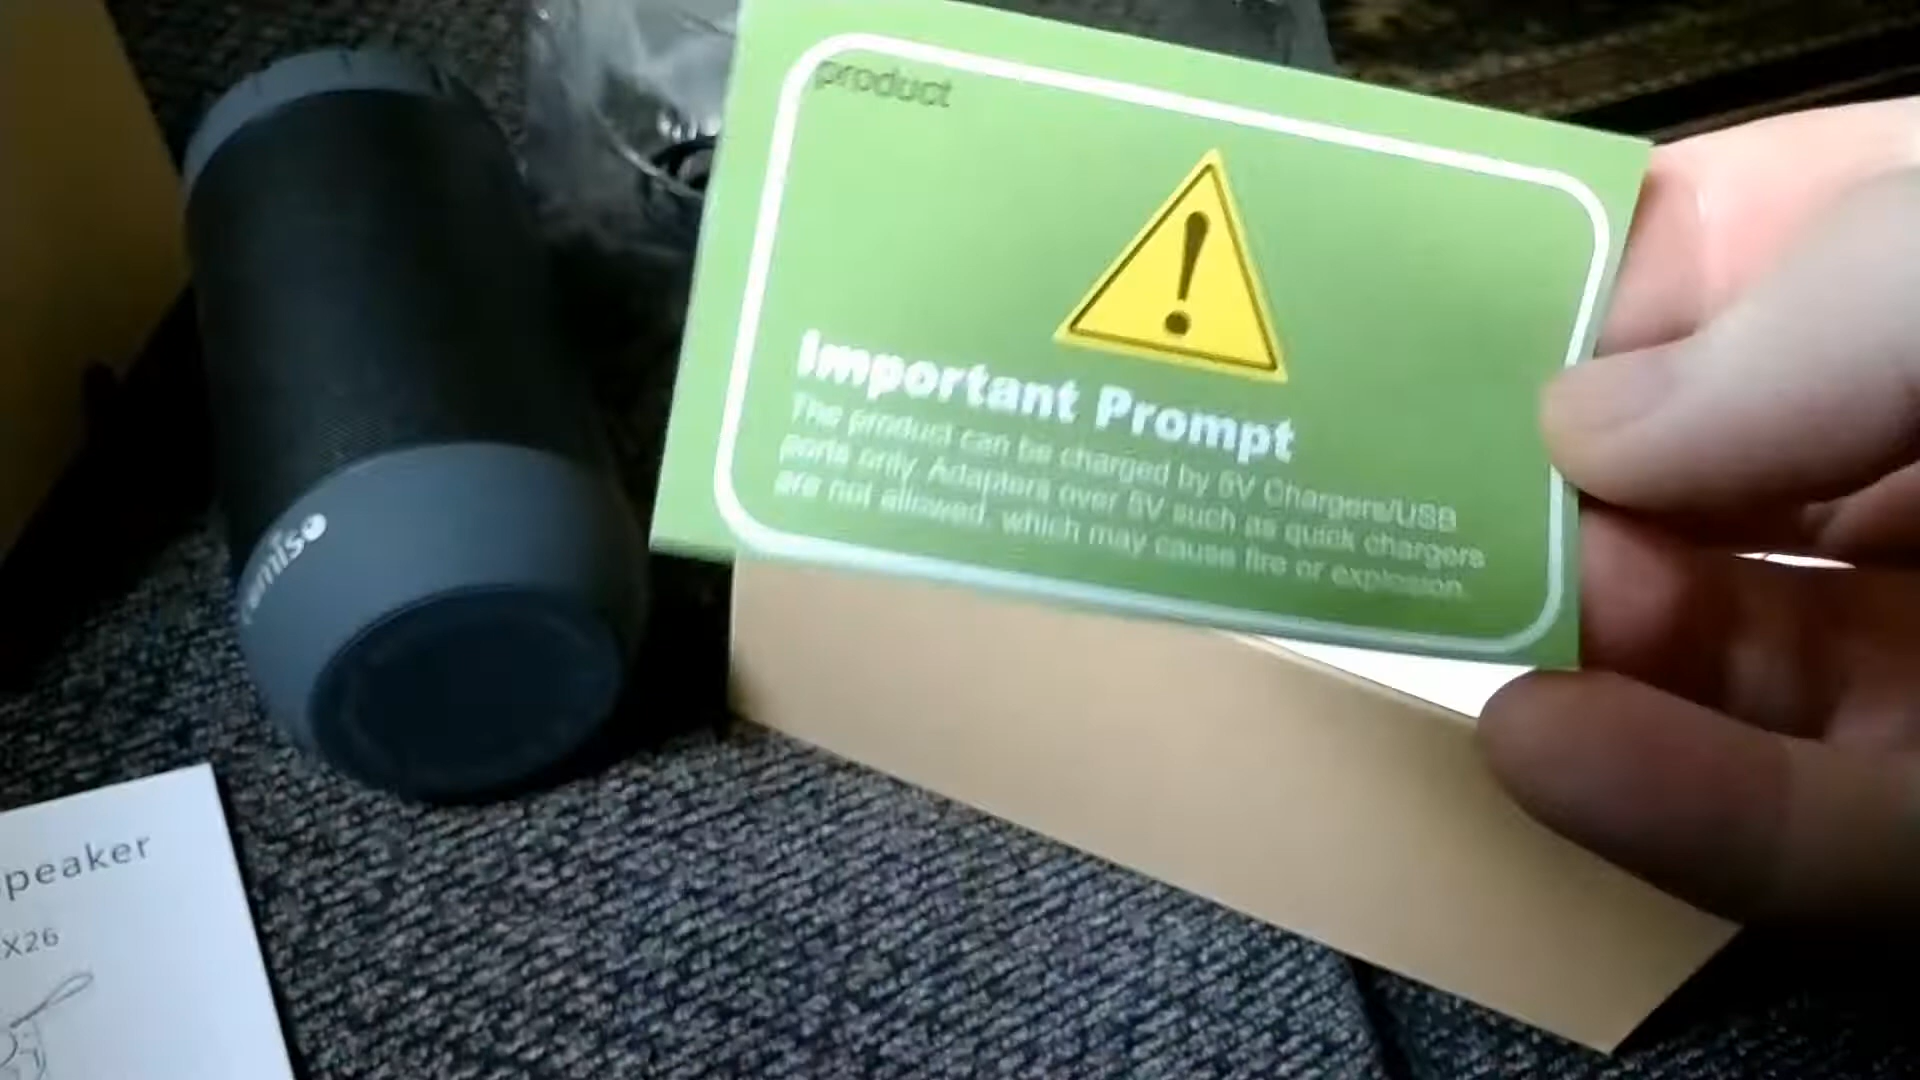 product
Important Prompt
The product can be charged by 5V Chargers/USB
ports only. Adapters over 5V such as quick chargers
are not allowed, which may cause fire or explosion.
peaker
X26